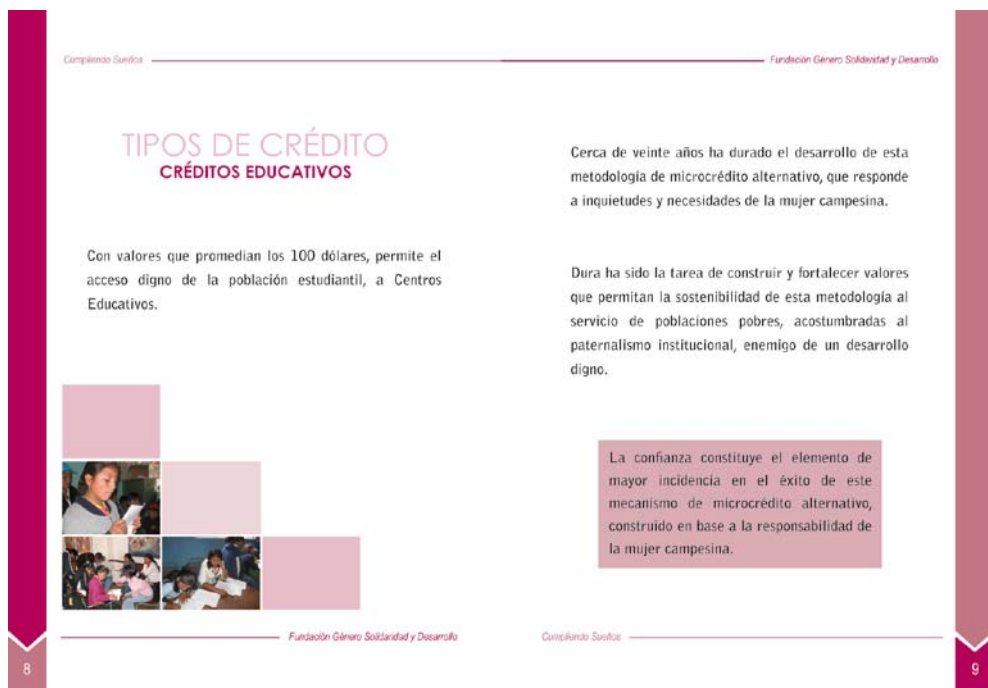 Cumpliendo Sueños
Fundación Género Solidaridad y Desarrollo
TIPOS DE CRÉDITO
CRÉDITOS EDUCATIVOS
Con valores que promedian los 100 dólares, permite el
acceso digno de la población estudiantil, a Centros
Educativos.
Fundación Género Solidaridad y Desarrollo
8
Cerca de veinte años ha durado el desarrollo de esta
metodología de microcrédito alternativo, que responde
a inquietudes y necesidades de la mujer campesina.
Dura ha sido la tarea de construir y fortalecer valores
que permitan la sostenibilidad de esta metodología al
servicio de poblaciones pobres, acostumbradas al
paternalismo institucional, enemigo de un desarrollo
digno.
La confianza constituye el elemento de
mayor incidencia en el éxito de este
mecanismo de microcrédito alternativo,
construido en base a la responsabilidad de
la mujer campesina.
Cumpliendo Sueños
9